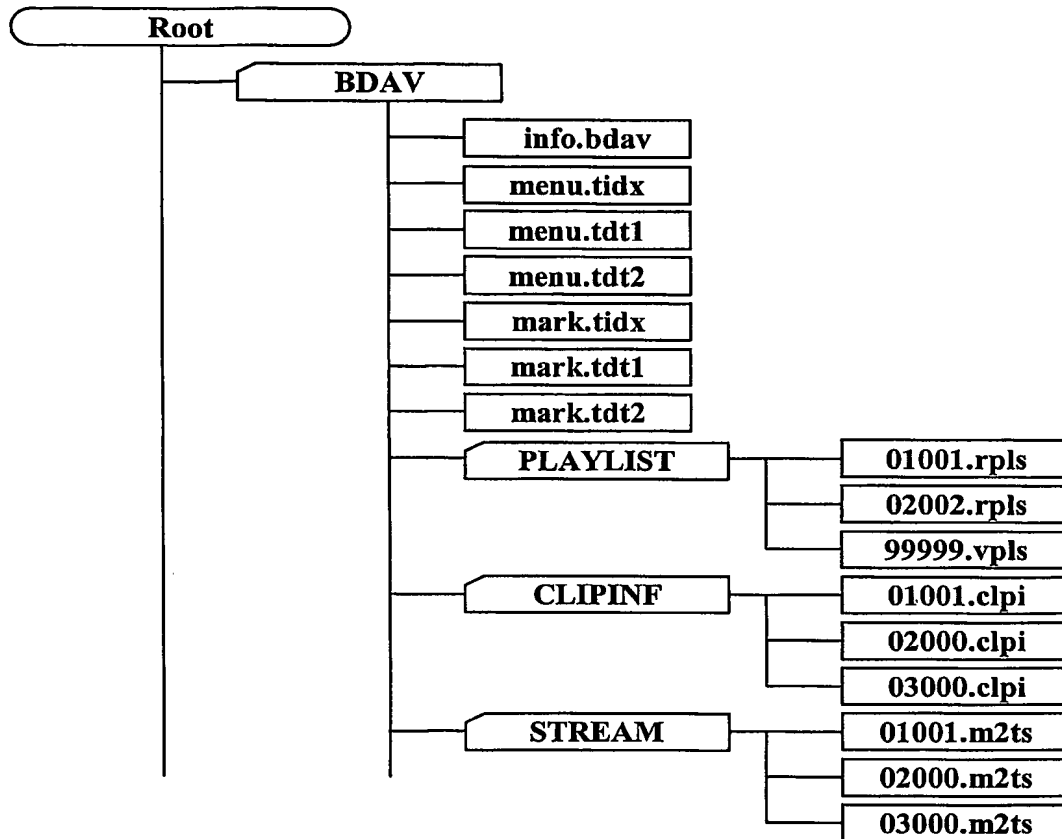 Root
BDAV
info.bdav
menu.tidx
menu.tdt1
menu.tdt2
mark.tidx
mark.tdt1
mark.tdt2
PLAYLIST
01001.rpls
02002.rpls
99999.vpls
CLIPINF
01001.clpi
02000.clpi
03000.clpi
STREAM
01001.m2ts
02000.m2ts
03000.m2ts